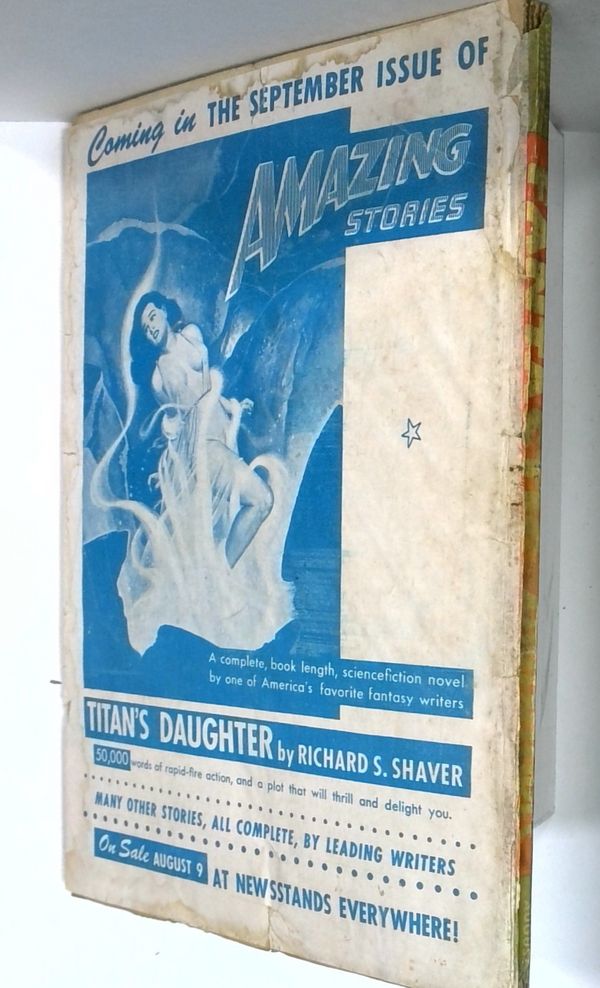 Coming in THE SEPTEMBER ISSUE OF
AMAZING
STORIES
A complete, book length, sciencefiction novel
by one of America's favorite fantasy writers
TITAN'S DAUGHTER by RICHARD S. SHAVER
50,000 words of rapid-fire action, and a plot that will thrill and delight you.
MANY OTHER STORIES, ALL COMPLETE, BY LEADING WRITERS
On Sale AUGUST 9 AT NEWSSTANDS EVERYWHERE!